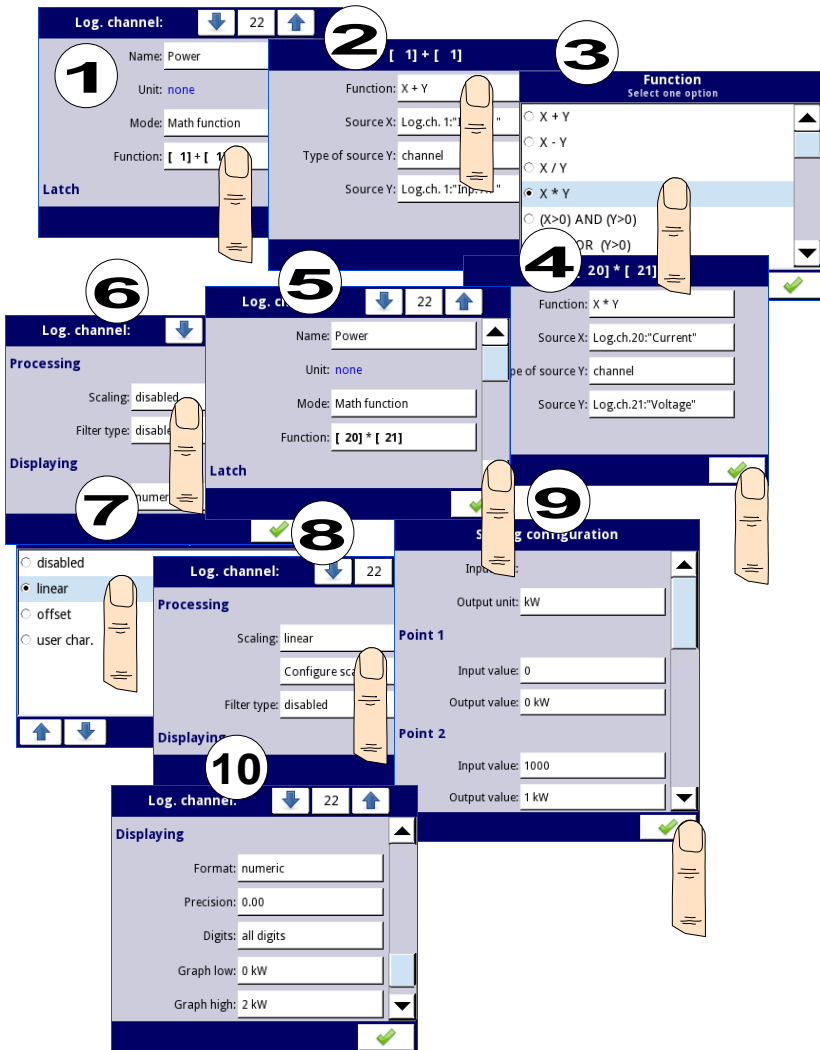 1
Log. channel: 22
Name: Power
Unit: none
Mode: Math function
Function: [ 1] + [
Latch
2
[ 1] + [ 1]
Function: X + Y
Source X: Log.ch. 1:"
Type of source Y: channel
Source Y: Log.ch. 1:"Inp.
3
Function
Select one option
X + Y
X - Y
X / Y
X * Y
(X>0) AND (Y>0)
OR (Y>0)
4
20] * [ 21]
Function: X * Y
Source X: Log.ch.20:"Current"
pe of source Y: channel
Source Y: Log.ch.21:"Voltage"
5
Log. 22
Name: Power
Unit: none
Mode: Math function
Function: [ 20] * [ 21]
Latch
6
Log. channel:
Processing
Scaling: disabled
Filter type:
Displaying
7
disabled
linear
offset
user char.
8
Log. channel: 22
Processing
Scaling: linear
Configure
Filter type: disabled
Displaying
9
configuration
Output unit: kW
Point 1
Input value: 0
Output value: 0 kW
Point 2
Input value: 1000
Output value: 1 kW
10
Log. channel: 22
Displaying
Format: numeric
Precision: 0.00
Digits: all digits
Graph low: 0 kW
Graph high: 2 kW